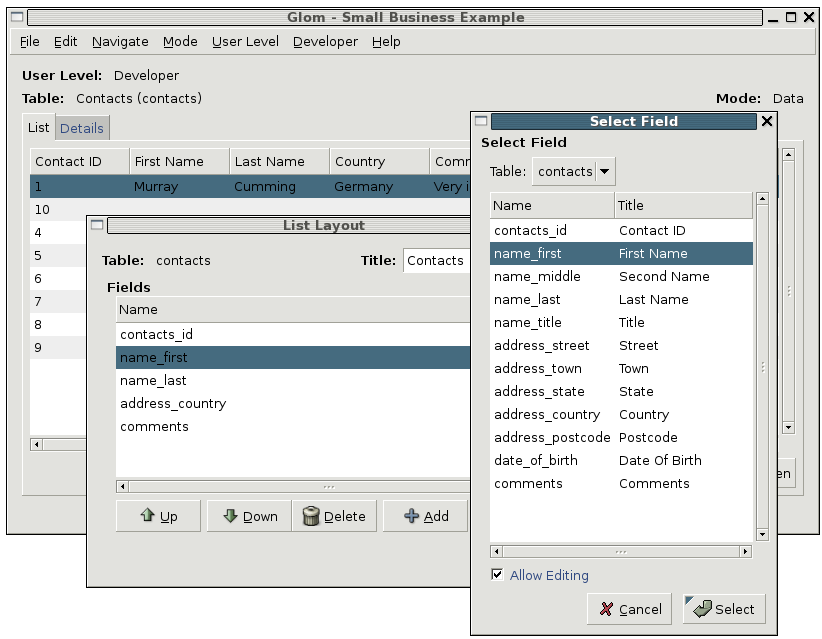 Glom - Small Business Example
File Edit Navigate Mode User Level Developer Help
User Level: Developer
Table: Contacts (contacts) Mode: Data
List Details
Contact ID First Name Last Name Country Comm
1 Murray Cumming Germany Very i
10
4
5
6
7
8
9
en
List Layout
Table: contacts Title: Contacts
Fields
Name
contacts_id
name_first
name_last
address_country
comments
Up Down Delete Add
Select Field
Select Field
Table: contacts
Name Title
contacts_id Contact ID
name_first First Name
name_middle Second Name
name_last Last Name
name_title Title
address_street Street
address_town Town
address_state State
address_country Country
address_postcode Postcode
date_of_birth Date Of Birth
comments Comments
Allow Editing
Cancel Select